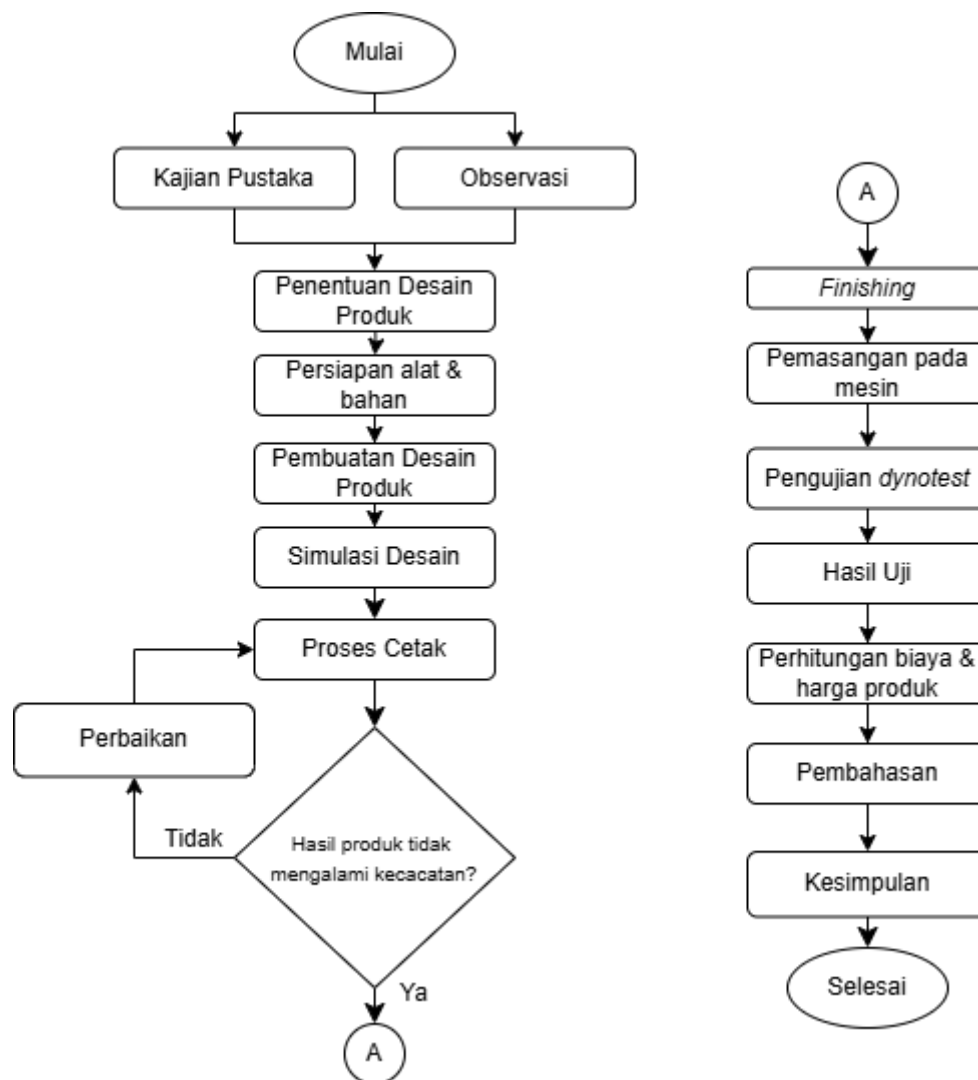 Mulai
Kajian Pustaka
Observasi
Penentuan Desain
Produk
Persiapan alat &
bahan
Pembuatan Desain
Produk
Simulasi Desain
Proses Cetak
Perbaikan
Tidak
Hasil produk tidak
mengalami kecacatan?
Ya
A
A
Finishing
Pemasangan pada
mesin
Pengujian dynotest
Hasil Uji
Perhitungan biaya &
harga produk
Pembahasan
Kesimpulan
Selesai